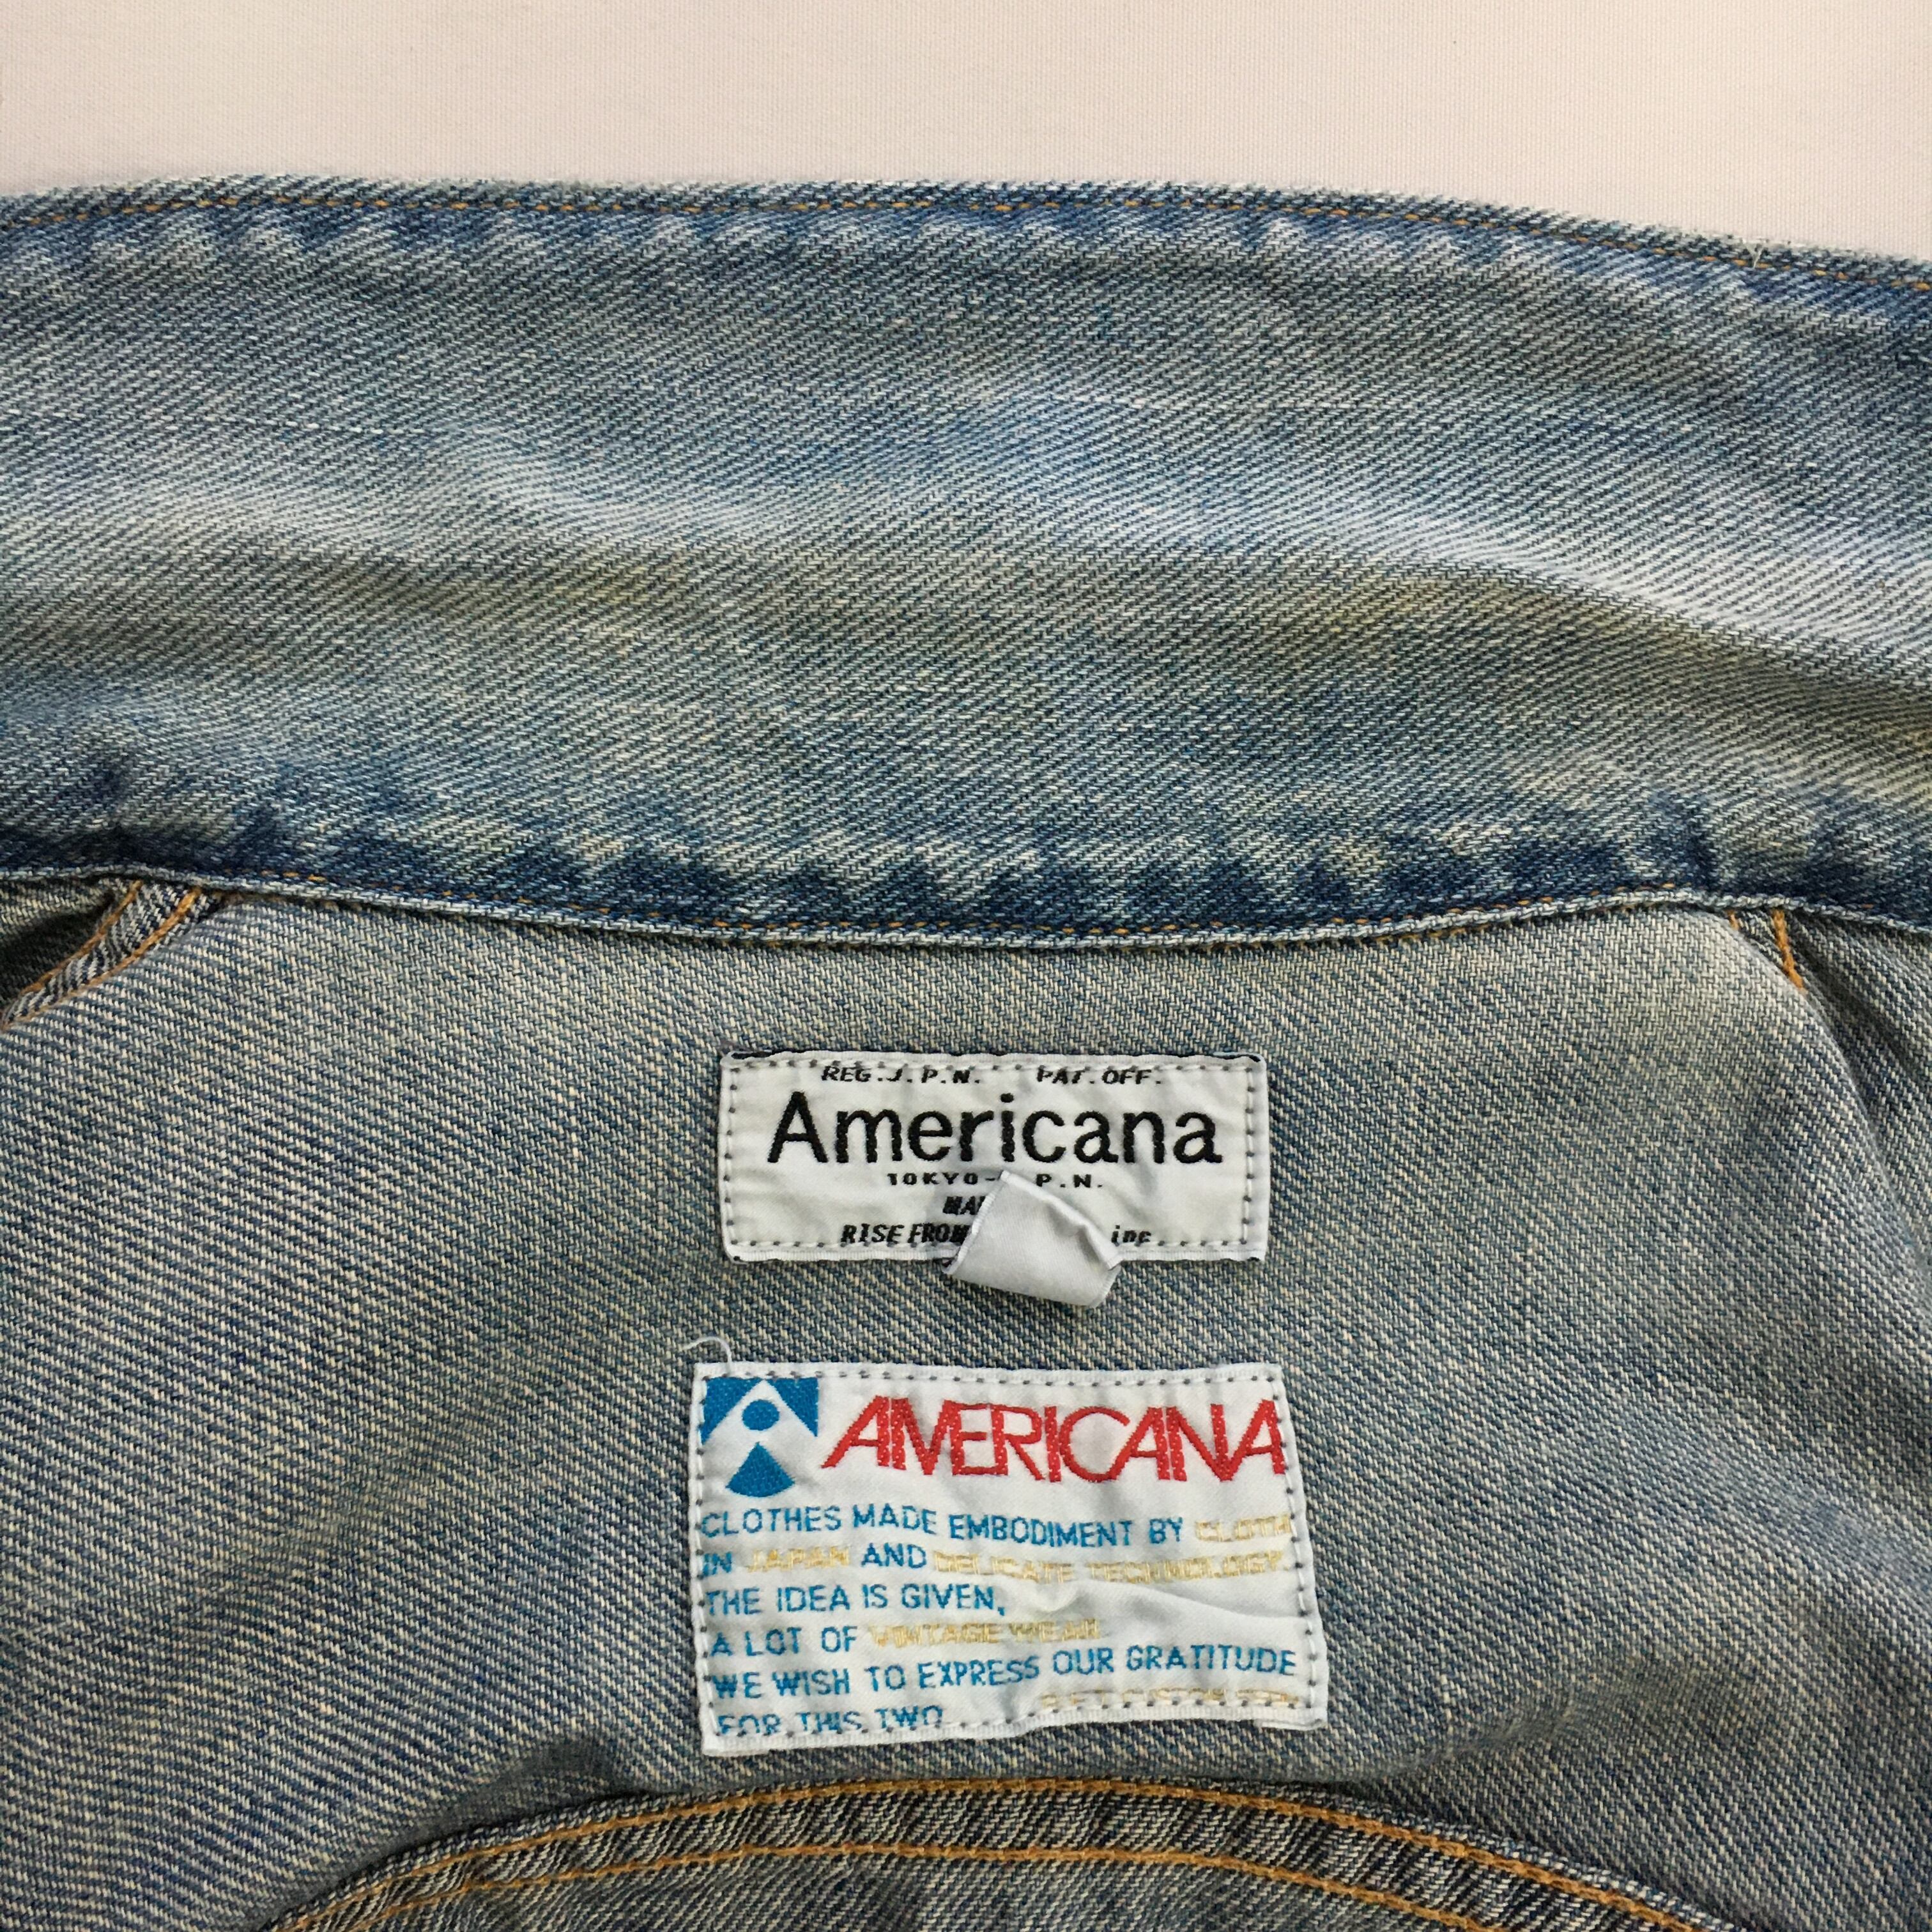 REG.J.P.N. PAT.OFF.
Americana
TOKYO- P.N.
RISE FROM inc
AMERICANA
CLOTHES MADE EMBODIMENT BY CLOTH
IN JAPAN AND DELICATE TECHNOLOGY.
THE IDEA IS GIVEN,
A LOT OF VINTAGE WEAR
WE WISH TO EXPRESS OUR GRATITUDE
FOR THIS TWO